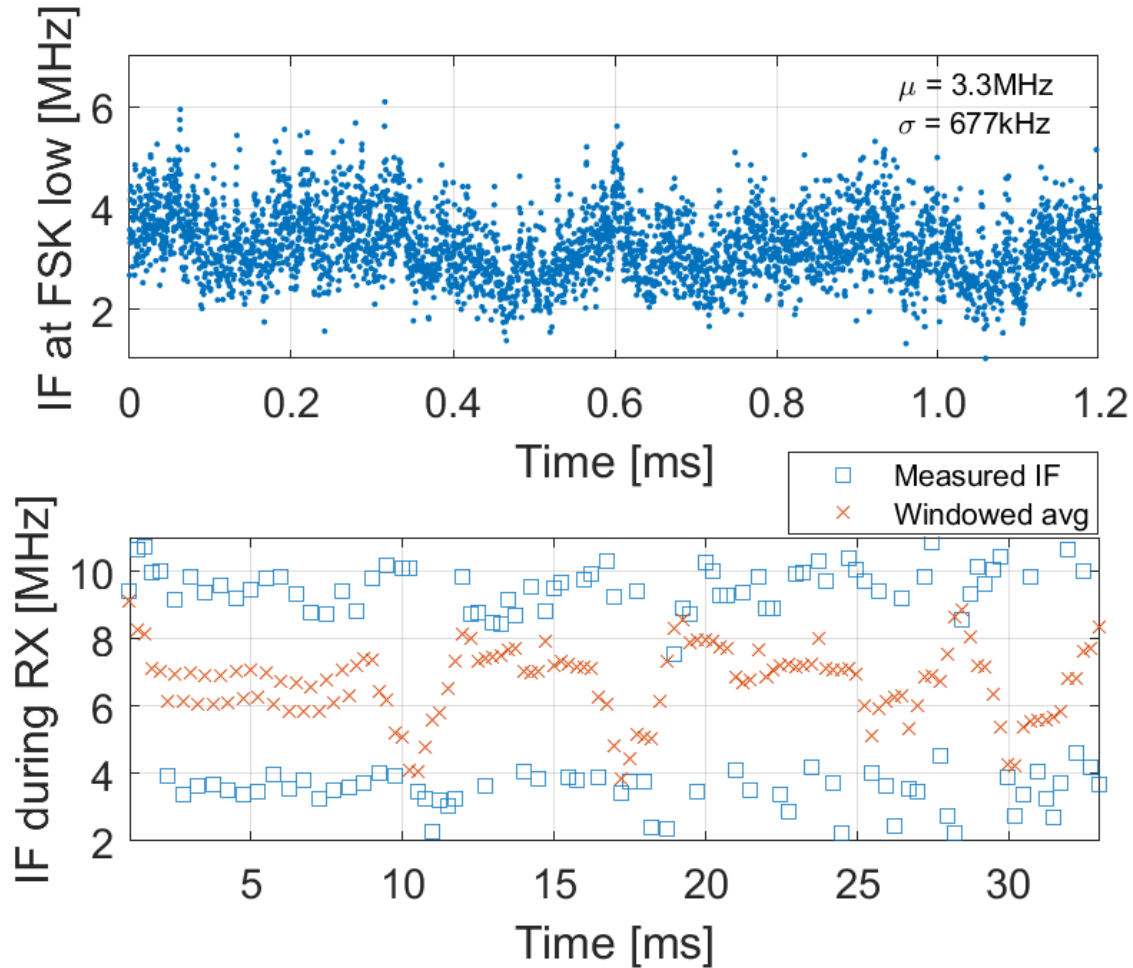 IF at FSK low [MHz]
6
4
2
μ = 3.3MHz
σ = 677kHz
0 0.2 0.4 0.6 0.8 1.0 1.2
Time [ms]
Measured IF
Windowed avg
IF during RX [MHz]
10
8
6
4
2
5 10 15 20 25 30
Time [ms]